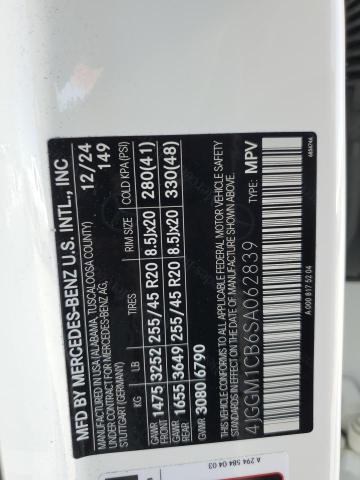 MFD BY MERCEDES-BENZ U.S. INTL., INC
MANUFACTURED IN USA (ALABAMA, TUSCALOOSA COUNTY) 12/24
UNDER CONTRACT FOR MERCEDES-BENZ AG, 149
STUTTGART (GERMANY)
KG LB TIRES RIM SIZE COLD KPA (PSI)
GAWR FRONT 1475 3252 255/45 R20 8.5Jx20 280(41)
GAWR REAR 1655 3649 255/45 R20 8.5Jx20 330(48)
GVWR 3080 6790
THIS VEHICLE CONFORMS TO ALL APPLICABLE FEDERAL MOTOR VEHICLE SAFETY
STANDARDS IN EFFECT ON THE DATE OF MANUFACTURE SHOWN ABOVE.
4JGGM1CB6SA062839 TYPE: MPV
A 000 817 52 04
A 294 584 04 03